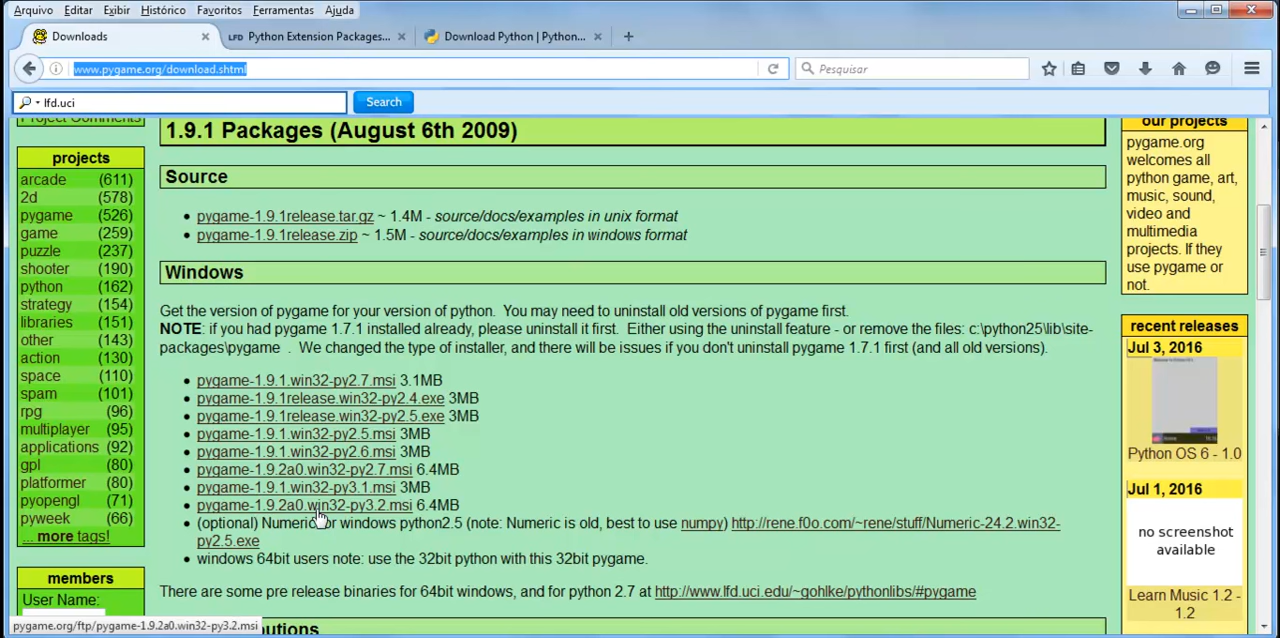 Arquivo Editar Exibir Histórico Favoritos Ferramentas Ajuda
Downloads × LFD Python Extension Packages... × Download Python | Python... × +
www.pygame.org/download.shtml Pesquisar
lfd.uci Search
Project Comments
projects
arcade (611)
2d (578)
pygame (526)
game (259)
puzzle (237)
shooter (190)
python (162)
strategy (154)
libraries (151)
other (143)
action (130)
space (110)
spam (101)
rpg (96)
multiplayer (95)
applications (92)
gpl (80)
platformer (80)
pyopengl (71)
pyweek (66)
... more tags!
members
User Name:
1.9.1 Packages (August 6th 2009)
Source
• pygame-1.9.1release.tar.gz ~ 1.4M - source/docs/examples in unix format
• pygame-1.9.1release.zip ~ 1.5M - source/docs/examples in windows format
Windows
Get the version of pygame for your version of python. You may need to uninstall old versions of pygame first.
NOTE: if you had pygame 1.7.1 installed already, please uninstall it first. Either using the uninstall feature - or remove the files: c:\python25\lib\site-
packages\pygame . We changed the type of installer, and there will be issues if you don't uninstall pygame 1.7.1 first (and all old versions).
• pygame-1.9.1.win32-py2.7.msi 3.1MB
• pygame-1.9.1release.win32-py2.4.exe 3MB
• pygame-1.9.1release.win32-py2.5.exe 3MB
• pygame-1.9.1.win32-py2.5.msi 3MB
• pygame-1.9.1.win32-py2.6.msi 3MB
• pygame-1.9.2a0.win32-py2.7.msi 6.4MB
• pygame-1.9.1.win32-py3.1.msi 3MB
• pygame-1.9.2a0.win32-py3.2.msi 6.4MB
• (optional) Numeric for windows python2.5 (note: Numeric is old, best to use numpy) http://rene.f0o.com/~rene/stuff/Numeric-24.2.win32-
py2.5.exe
• windows 64bit users note: use the 32bit python with this 32bit pygame.
There are some pre release binaries for 64bit windows, and for python 2.7 at http://www.lfd.uci.edu/~gohlke/pythonlibs/#pygame
our projects
pygame.org
welcomes all
python game, art,
music, sound,
video and
multimedia
projects. If they
use pygame or
not.
recent releases
Jul 3, 2016
Python OS 6 - 1.0
Jul 1, 2016
no screenshot
available
Learn Music 1.2 -
1.2
pygame.org/ftp/pygame-1.9.2a0.win32-py3.2.msi